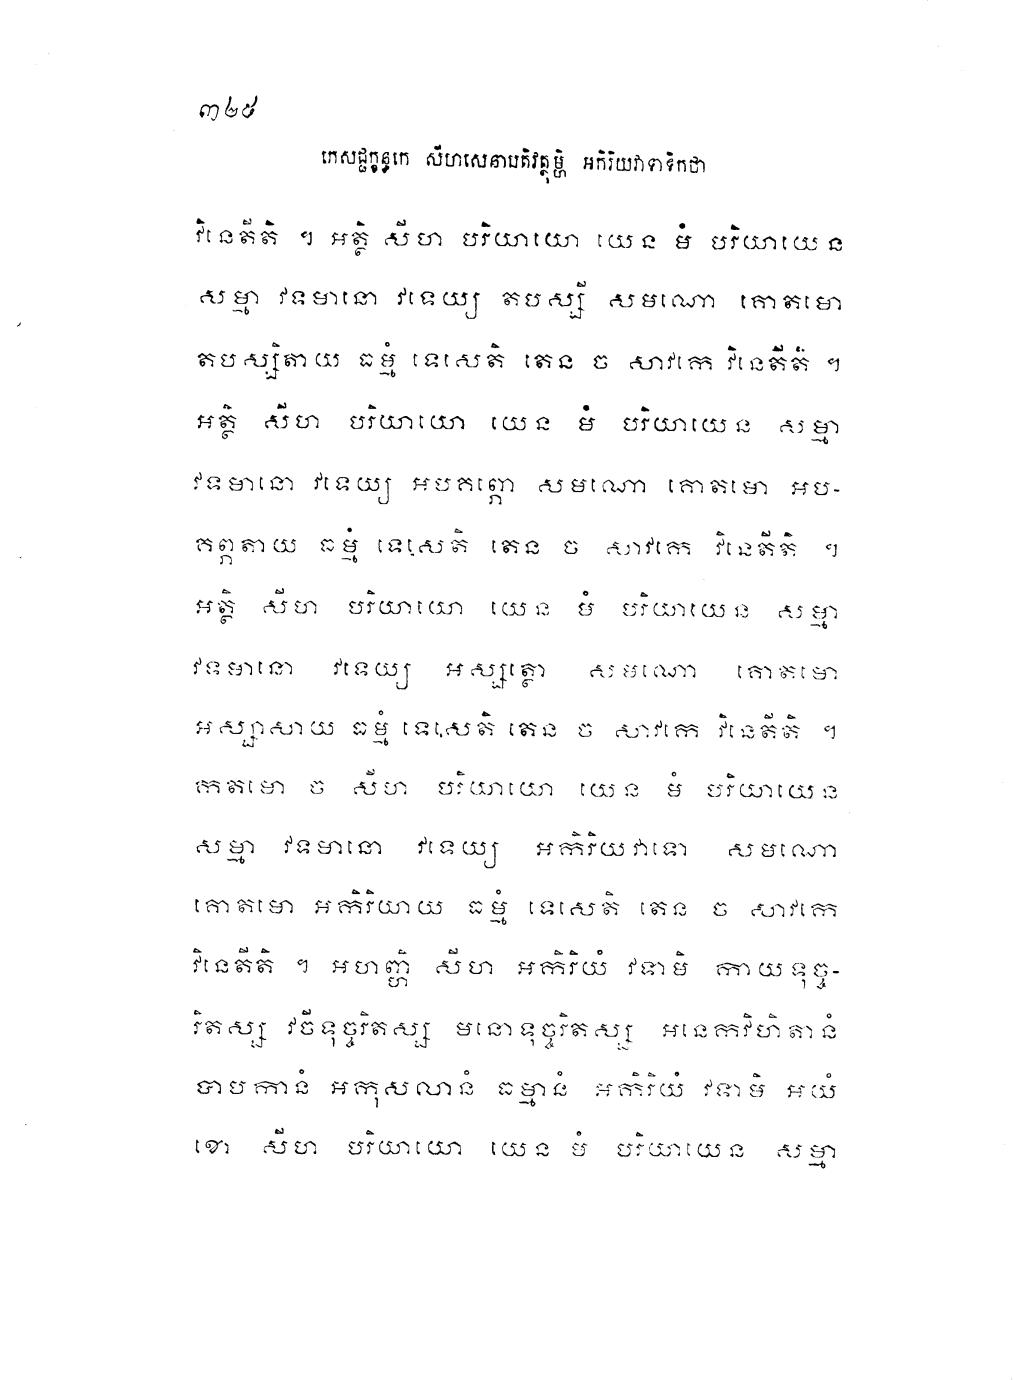 ៣២៥
ភេសជ្ជក្ខន្ធកេ សីហសេនាបតិវត្ថុម្ហិ អកិរិយវាទាទិកថា
វិនេតីតិ ។ អត្ថិ សីហ បរិយាយោ យេន មំ បរិយាយេន
សម្មា វទមានោ វទេយ្យ តបស្សី សមណោ គោតមោ
តបស្សិតាយ ធម្មំ ទេសេតិ តេន ច សាវកេ វិនេតីតិ ។
អត្ថិ សីហ បរិយាយោ យេន មំ បរិយាយេន សម្មា
វទមានោ វទេយ្យ អបគព្ភោ សមណោ គោតមោ អប-
គព្ភតាយ ធម្មំ ទេសេតិ តេន ច សាវកេ វិនេតីតិ ។
អត្ថិ សីហ បរិយាយោ យេន មំ បរិយាយេន សម្មា
វទមានោ វទេយ្យ អស្សត្ថោ សមណោ គោតមោ
អស្សាសាយ ធម្មំ ទេសេតិ តេន ច សាវកេ វិនេតីតិ ។
កតមោ ច សីហ បរិយាយោ យេន មំ បរិយាយេន
សម្មា វទមានោ វទេយ្យ អកិរិយវាទោ សមណោ
គោតមោ អកិរិយាយ ធម្មំ ទេសេតិ តេន ច សាវកេ
វិនេតីតិ ។ អហញ្ហិ សីហ អកិរិយំ វទាមិ កាយទុច្ច-
រិតស្ស វចីទុច្ចរិតស្ស មនោទុច្ចរិតស្ស អនេកវិហិតានំ
បាបកានំ អកុសលានំ ធម្មានំ អកិរិយំ វទាមិ អយំ
ខោ សីហ បរិយាយោ យេន មំ បរិយាយេន សម្មា